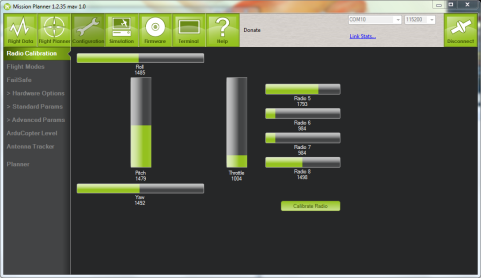 Mission Planner 1.2.35 mav 1.0
Flight Data
Flight Planner
Configuration
Simulation
Firmware
Terminal
Help
Donate
COM10
115200
Link Stats...
Disconnect
Radio Calibration
Flight Modes
FailSafe
» Hardware Options
» Standard Params
» Advanced Params
ArduCopter Level
Antenna Tracker
Planner
Roll
1485
Pitch
1479
Throttle
1094
Yaw
1492
Radio 5
1793
Radio 6
984
Radio 7
984
Radio 8
1498
Calibrate Radio